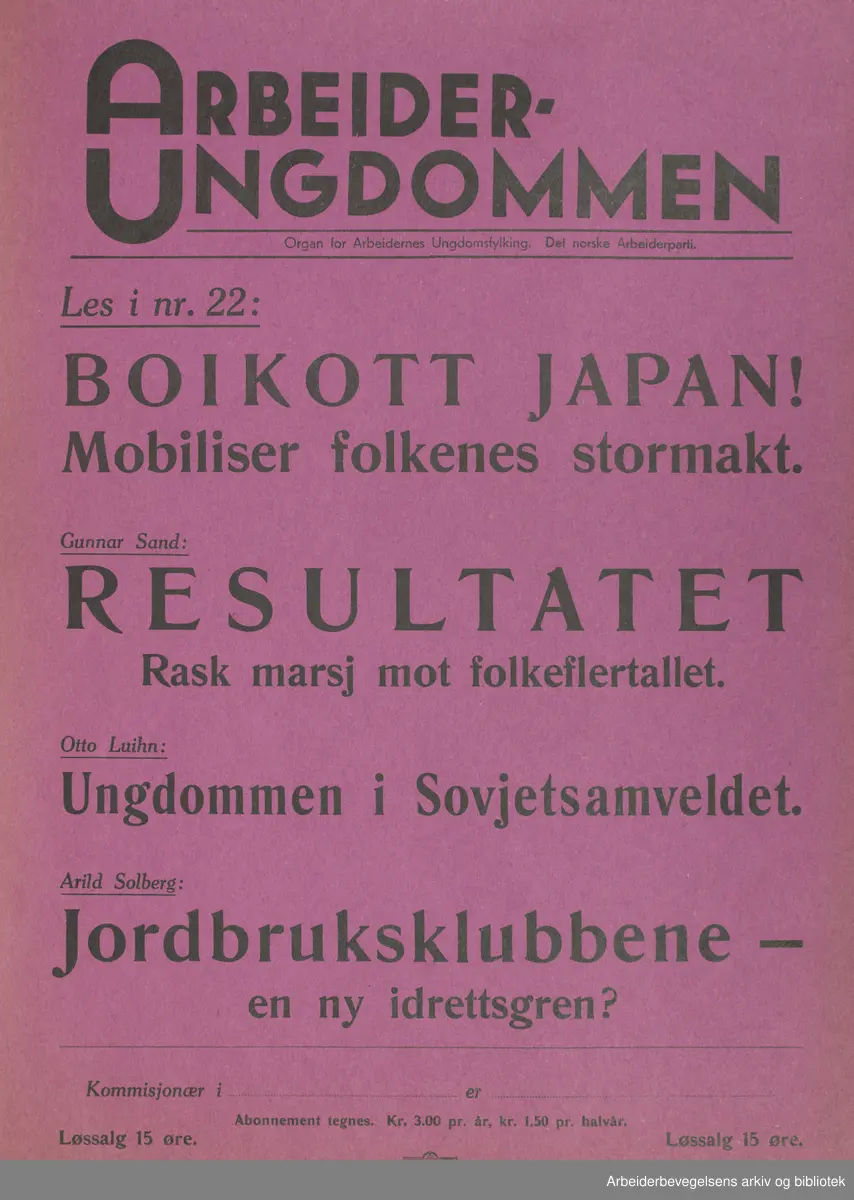 ARBEIDER-
UNGDOMMEN
Organ for Arbeidernes Ungdomsfylking. Det norske Arbeiderparti.
Les i nr. 22:
BOIKOTT JAPAN!
Mobiliser folkenes stormakt.
Gunnar Sand:
RESULTATET
Rask marsj mot folkeflertallet.
Otto Luihn:
Ungdommen i Sovjetsamveldet.
Arild Solberg:
Jordbruksklubbene —
en ny idrettsgren?
Kommisjonær i ........ er ........
Abonnement tegnes. Kr. 3.00 pr. år, kr. 1.50 pr. halvår.
Løssalg 15 øre. Løssalg 15 øre.
Arbeiderbevegelsens arkiv og bibliotek